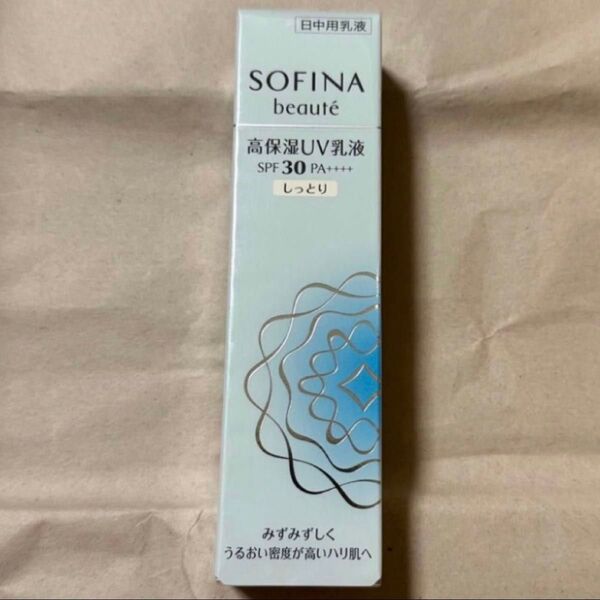 日中用乳液
SOFINA
beauté
高保湿UV乳液
SPF 30 PA++++
しっとり
みずみずしく
うるおい密度が高いハリ肌へ